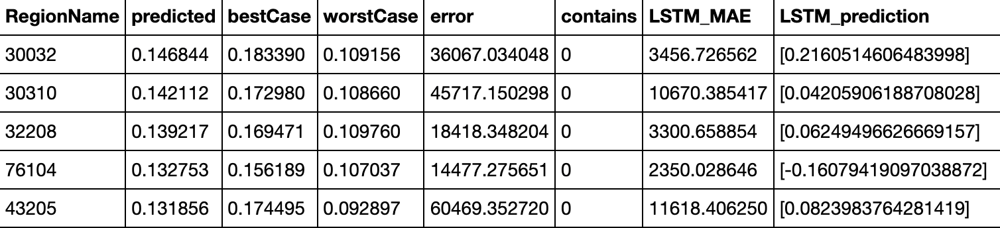 RegionName predicted bestCase worstCase error contains LSTM_MAE LSTM_prediction
30032 0.146844 0.183390 0.109156 36067.034048 0 3456.726562 [0.2160514606483998]
30310 0.142112 0.172980 0.108660 45717.150298 0 10670.385417 [0.04205906188708028]
32208 0.139217 0.169471 0.109760 18418.348204 0 3300.658854 [0.06249496626669157]
76104 0.132753 0.156189 0.107037 14477.275651 0 2350.028646 [-0.16079419097038872]
43205 0.131856 0.174495 0.092897 60469.352720 0 11618.406250 [0.0823983764281419]